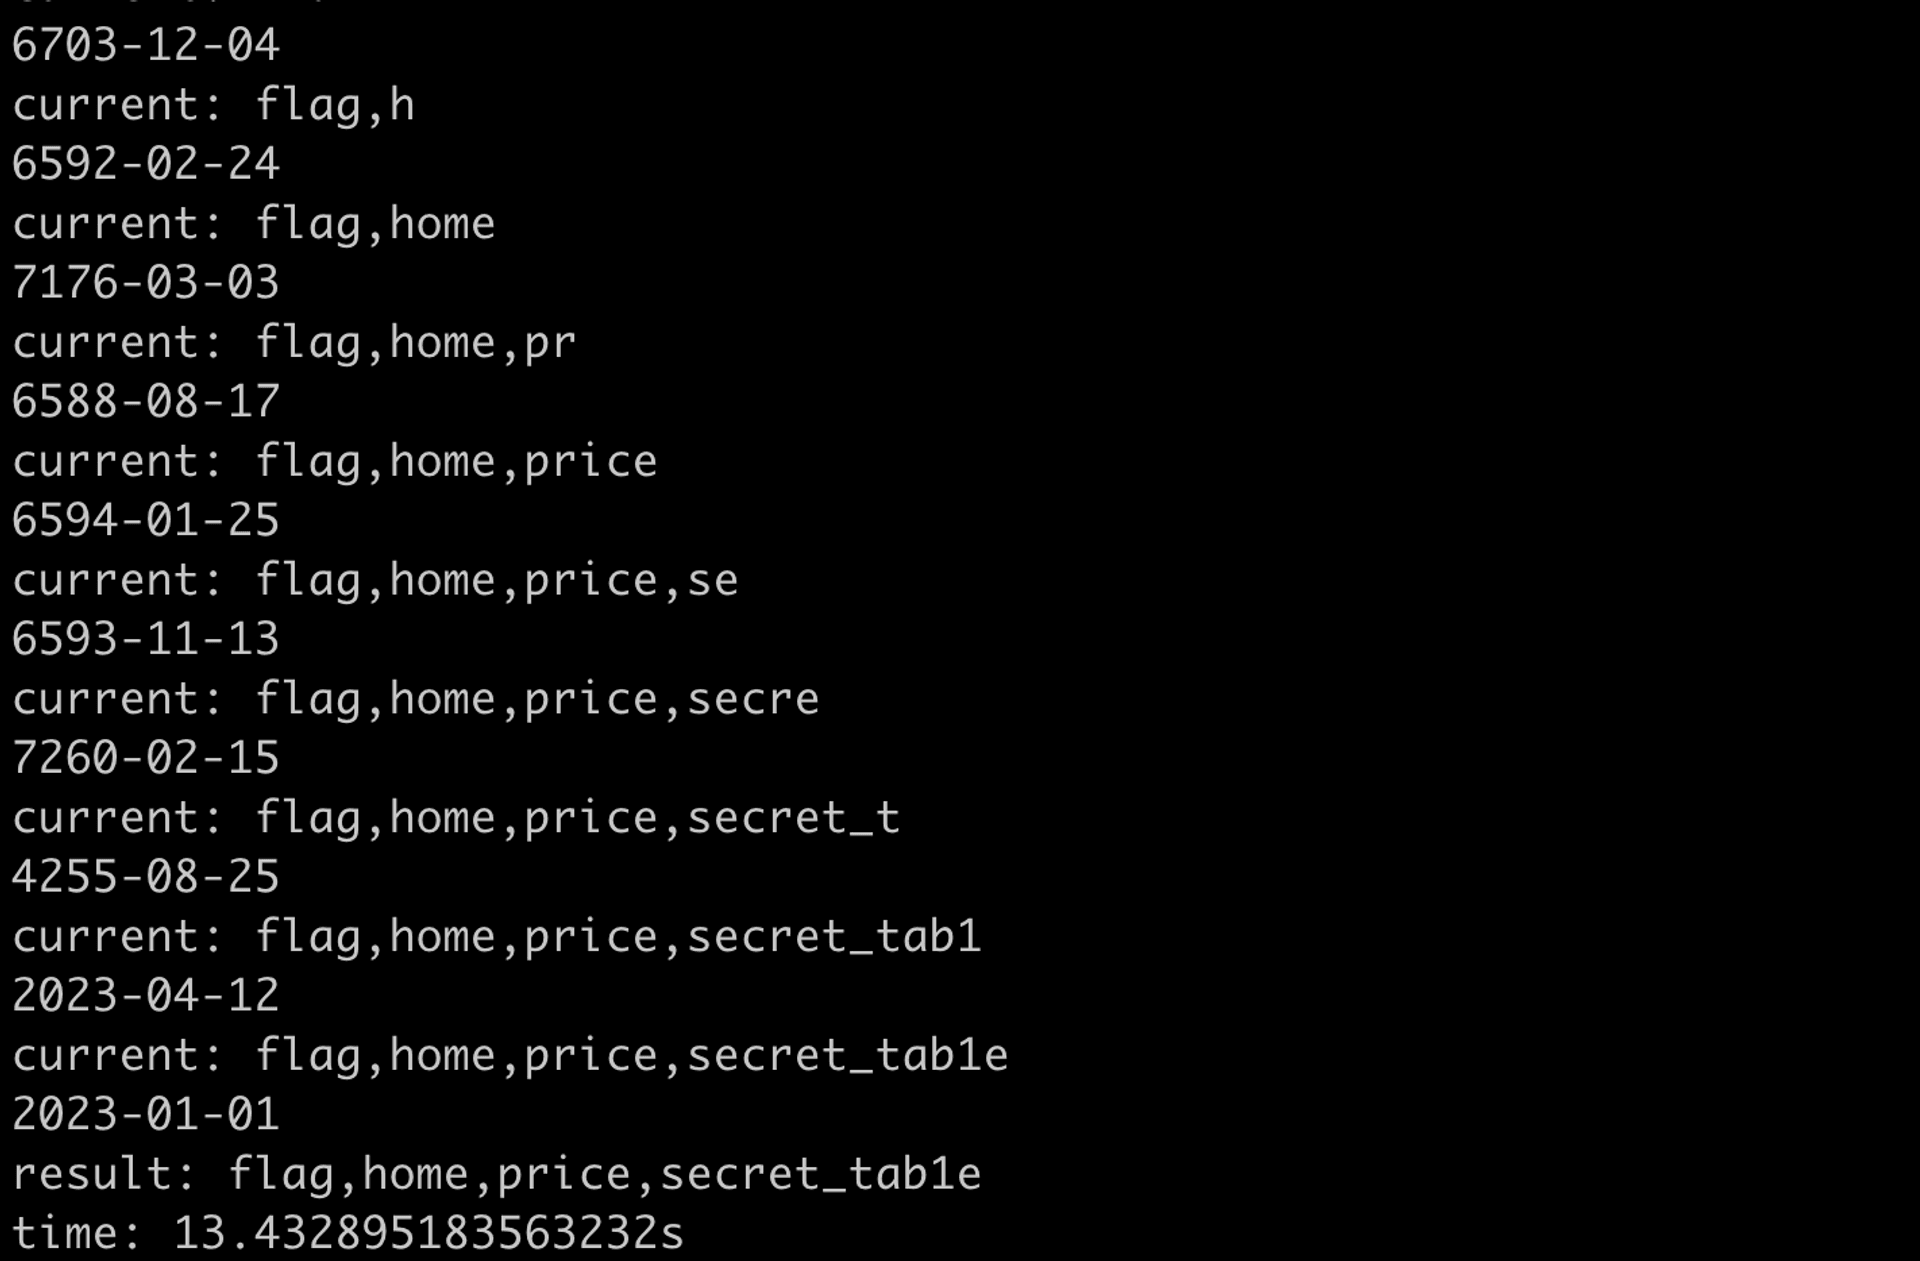 6703-12-04
current: flag,h
6592-02-24
current: flag,home
7176-03-03
current: flag,home,pr
6588-08-17
current: flag,home,price
6594-01-25
current: flag,home,price,se
6593-11-13
current: flag,home,price,secre
7260-02-15
current: flag,home,price,secret_t
4255-08-25
current: flag,home,price,secret_tab1
2023-04-12
current: flag,home,price,secret_tab1e
2023-01-01
result: flag,home,price,secret_tab1e
time: 13.432895183563232s